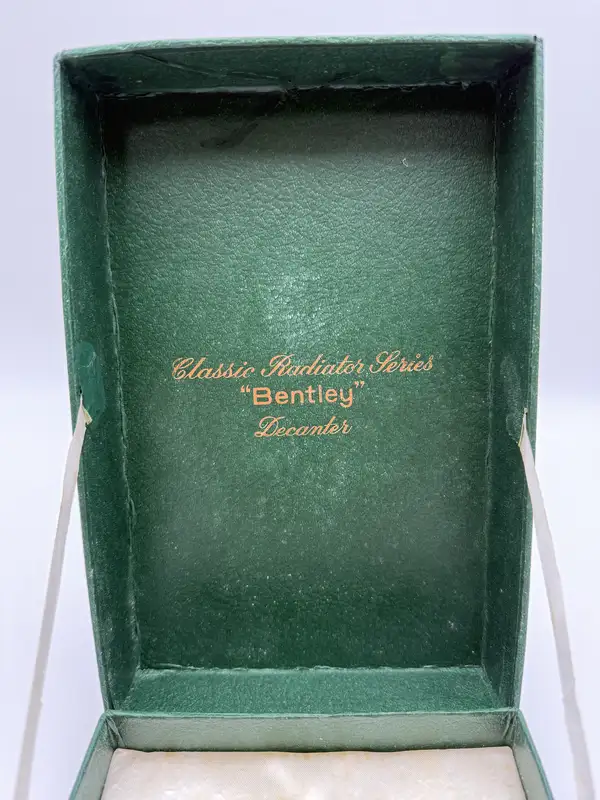 Classic Radiator Series
"Bentley"
Decanter